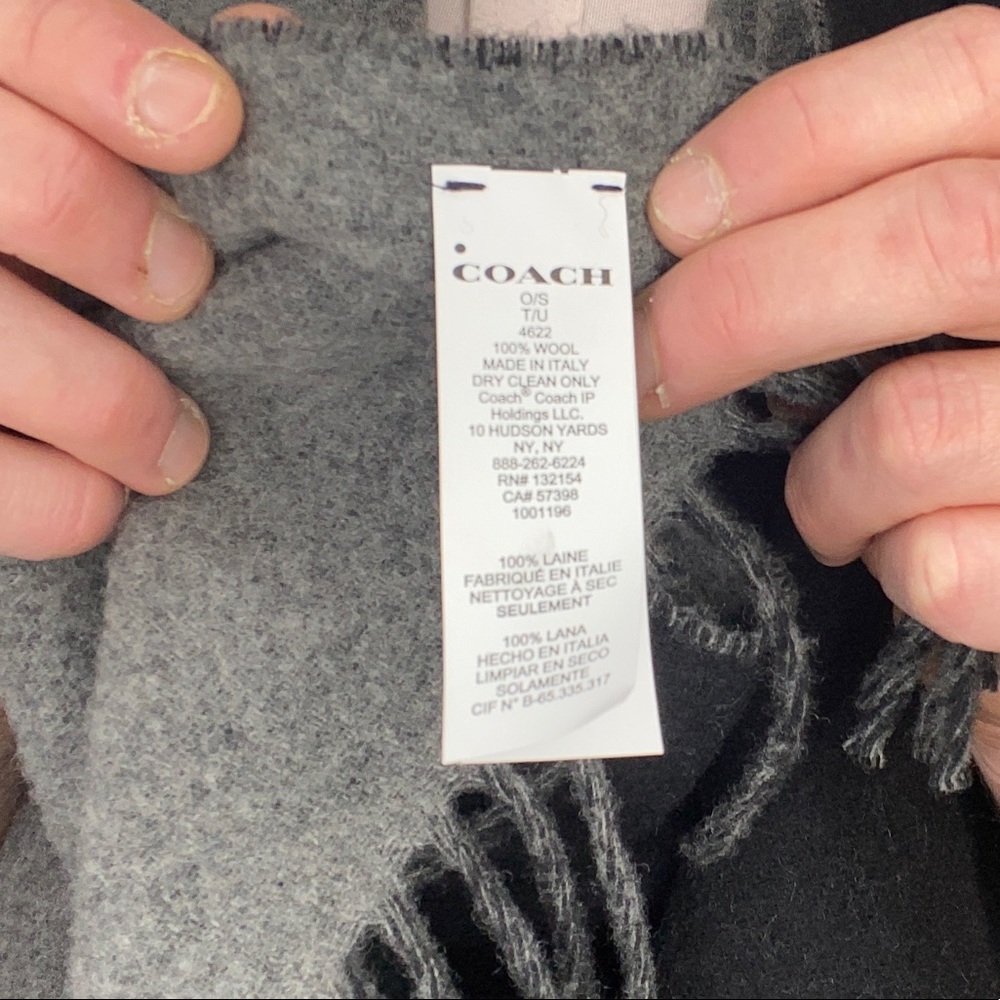 COACH
O/S
T/U
4622
100% WOOL
MADE IN ITALY
DRY CLEAN ONLY
Coach® Coach IP
Holdings LLC.
10 HUDSON YARDS
NY, NY
888-262-6224
RN# 132154
CA# 57398
1001196
100% LAINE
FABRIQUÉ EN ITALIE
NETTOYAGE À SEC
SEULEMENT
100% LANA
HECHO EN ITALIA
LIMPIAR EN SECO
SOLAMENTE
CIF N° B-65.335.317